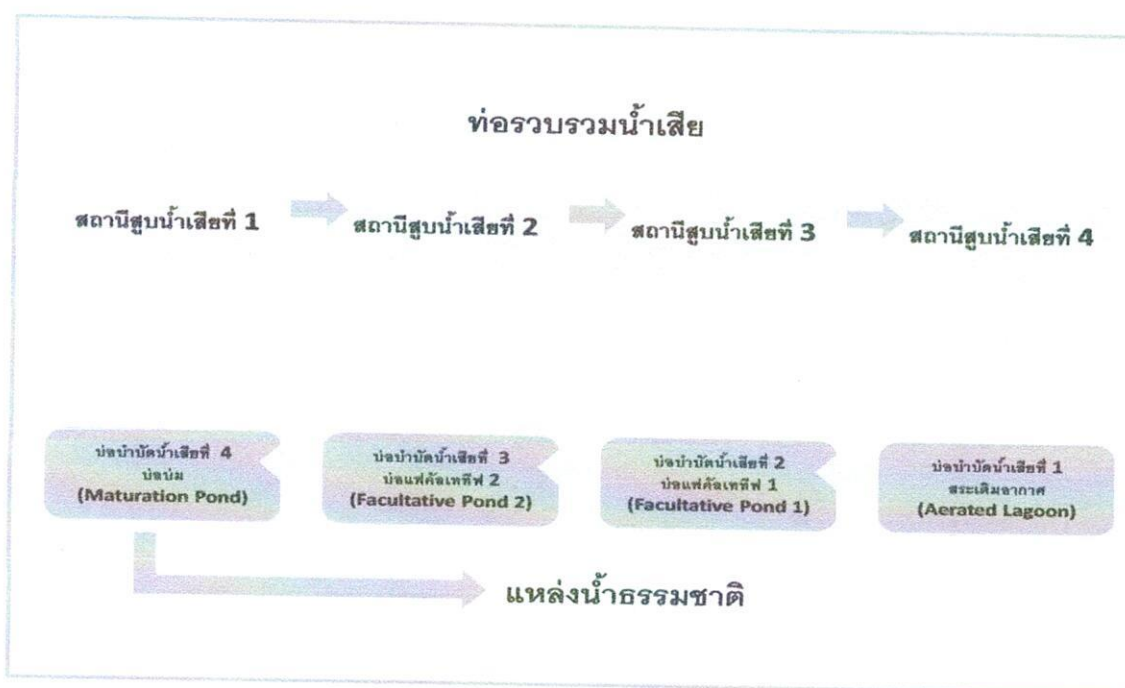 ท่อรวบรวมน้ำเสีย
สถานีสูบน้ำเสียที่ 1
สถานีสูบน้ำเสียที่ 2
สถานีสูบน้ำเสียที่ 3
สถานีสูบน้ำเสียที่ 4
บ่อบำบัดน้ำเสียที่ 4
บ่อบ่ม
(Maturation Pond)
บ่อบำบัดน้ำเสียที่ 3
บ่อแฟคัลเททีฟ 2
(Facultative Pond 2)
บ่อบำบัดน้ำเสียที่ 2
บ่อแฟคัลเททีฟ 1
(Facultative Pond 1)
บ่อบำบัดน้ำเสียที่ 1
สระเติมอากาศ
(Aerated Lagoon)
แหล่งน้ำธรรมชาติ